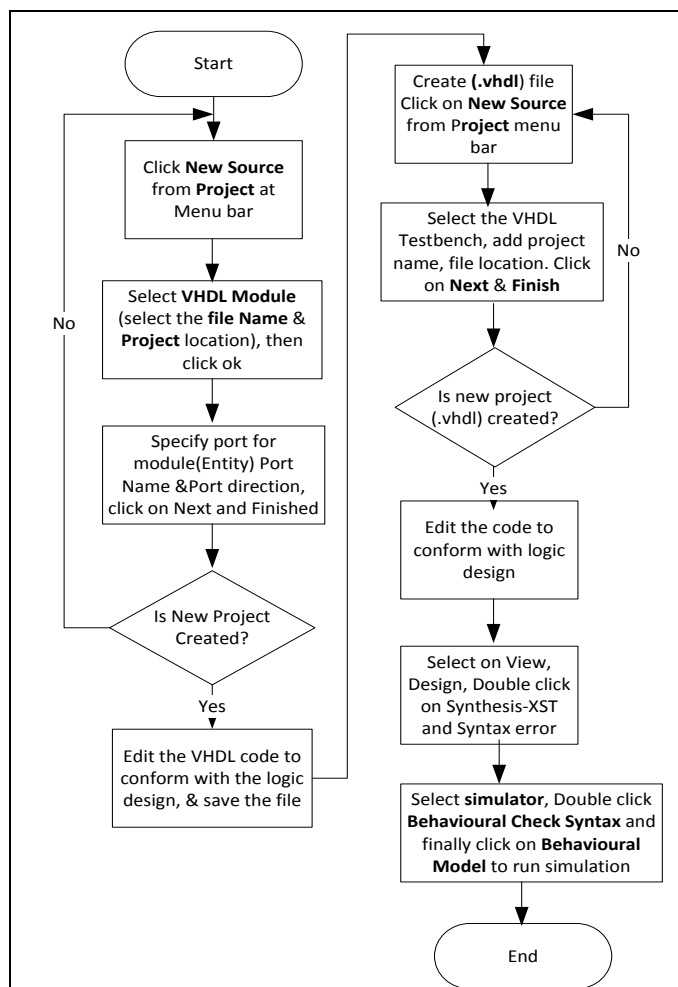 Start
Click New Source
from Project at
Menu bar
Select VHDL Module
(select the file Name &
Project location), then
click ok
No
Specify port for
module(Entity) Port
Name &Port direction,
click on Next and Finished
Is New Project
Created?
Yes
Edit the VHDL code to
conform with the logic
design, & save the file
Create (.vhdl) file
Click on New Source
from Project menu
bar
Select the VHDL
Testbench, add project
name, file location. Click
on Next & Finish
No
Is new project
(.vhdl) created?
Yes
Edit the code to
conform with logic
design
Select on View,
Design, Double click
on Synthesis-XST
and Syntax error
Select simulator, Double click
Behavioural Check Syntax and
finally click on Behavioural
Model to run simulation
End